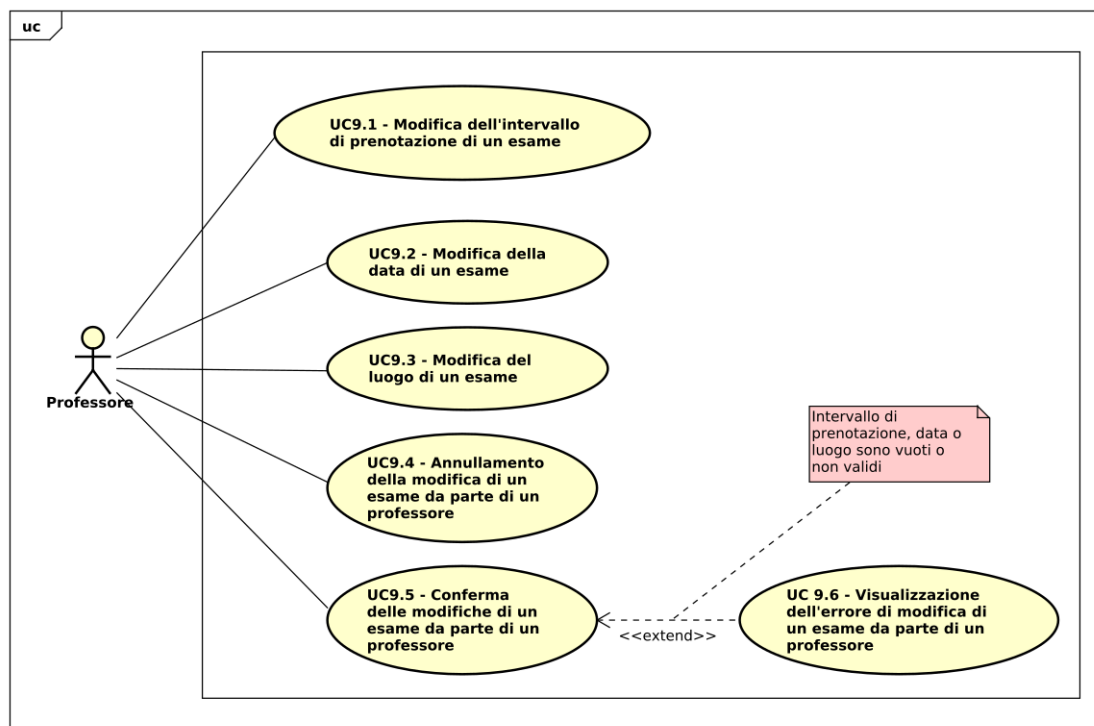 uc
UC9.1 - Modifica dell'intervallo
di prenotazione di un esame
UC9.2 - Modifica della
data di un esame
UC9.3 - Modifica del
luogo di un esame
Professore
Intervallo di
prenotazione, data o
luogo sono vuoti o
non validi
UC9.4 - Annullamento
della modifica di un
esame da parte di un
professore
UC9.5 - Conferma
delle modifiche di un
esame da parte di un
professore
<<extend>>
UC 9.6 - Visualizzazione
dell'errore di modifica di
un esame da parte di un
professore